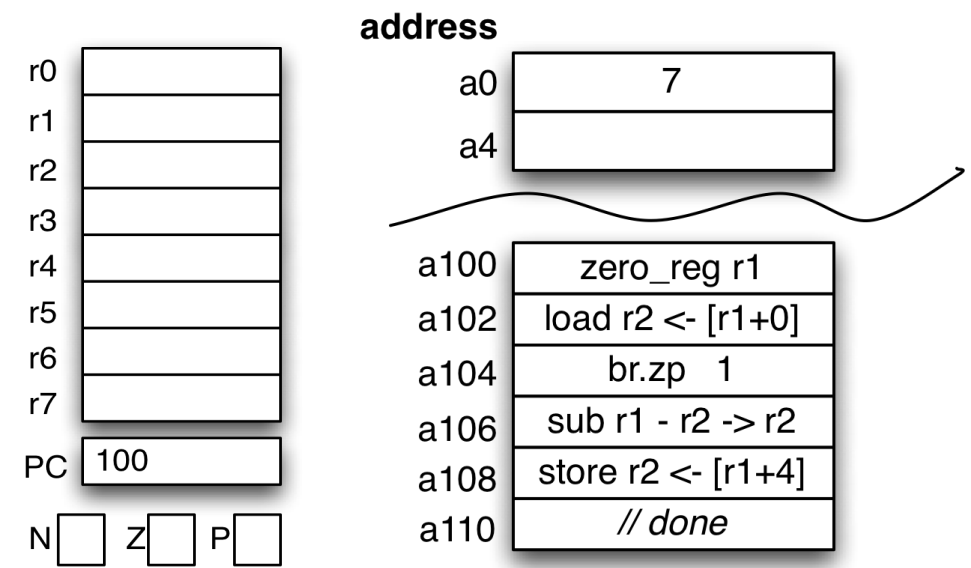 address
r0
r1
r2
r3
r4
r5
r6
r7
PC 100
N Z P
a0 7
a4
a100 zero_reg r1
a102 load r2 <- [r1+0]
a104 br.zp 1
a106 sub r1 - r2 -> r2
a108 store r2 <- [r1+4]
a110 // done